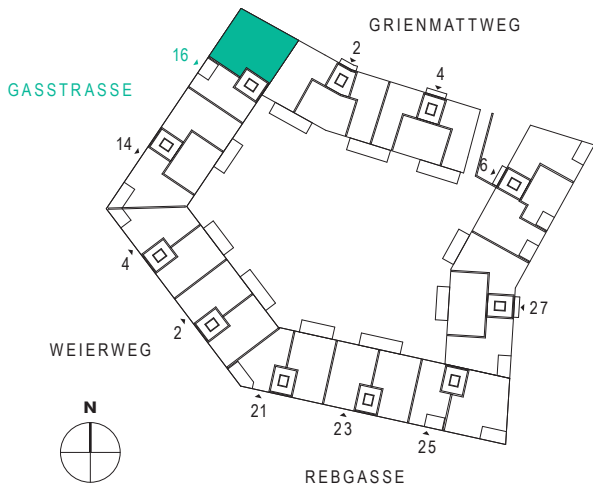 GRIENMATTWEG
2
16
4
GASSTRASSE
14
6
4
27
2
WEIERWEG
21
23
25
N
REBGASSE